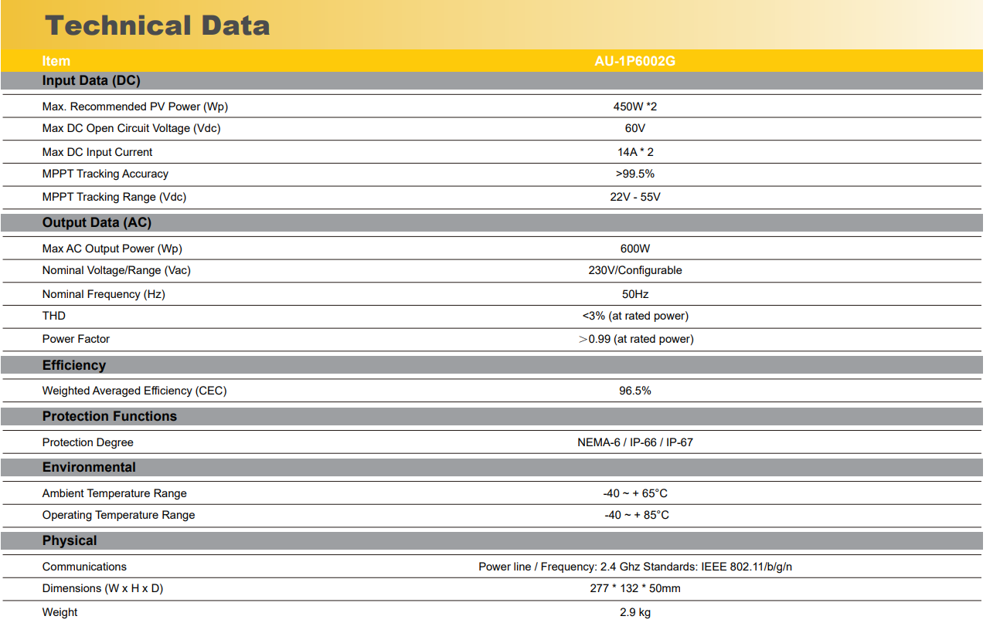 Technical Data
Item AU-1P6002G
Input Data (DC)
Max. Recommended PV Power (Wp) 450W *2
Max DC Open Circuit Voltage (Vdc) 60V
Max DC Input Current 14A * 2
MPPT Tracking Accuracy >99.5%
MPPT Tracking Range (Vdc) 22V - 55V
Output Data (AC)
Max AC Output Power (Wp) 600W
Nominal Voltage/Range (Vac) 230V/Configurable
Nominal Frequency (Hz) 50Hz
THD <3% (at rated power)
Power Factor ＞0.99 (at rated power)
Efficiency
Weighted Averaged Efficiency (CEC) 96.5%
Protection Functions
Protection Degree NEMA-6 / IP-66 / IP-67
Environmental
Ambient Temperature Range -40 ~ + 65°C
Operating Temperature Range -40 ~ + 85°C
Physical
Communications Power line / Frequency: 2.4 Ghz Standards: IEEE 802.11/b/g/n
Dimensions (W x H x D) 277 * 132 * 50mm
Weight 2.9 kg